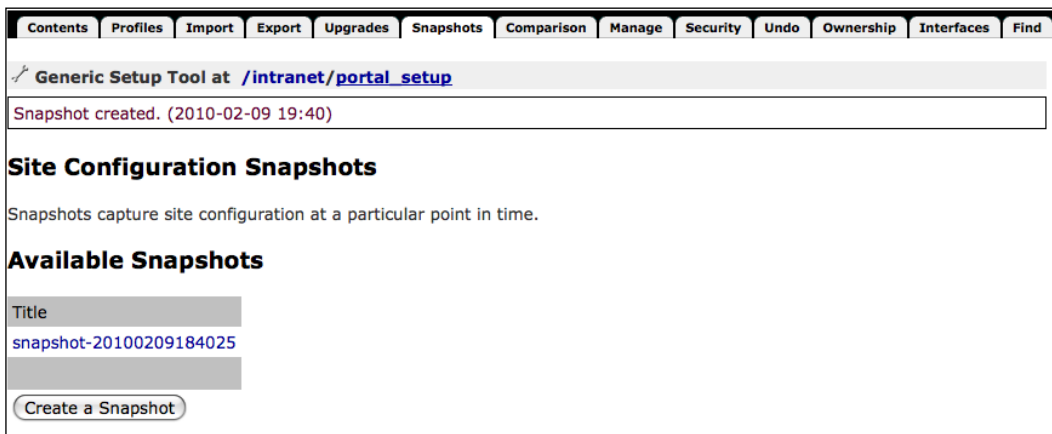 Contents Profiles Import Export Upgrades Snapshots Comparison Manage Security Undo Ownership Interfaces Find
Generic Setup Tool at /intranet/portal_setup
Snapshot created. (2010-02-09 19:40)
Site Configuration Snapshots
Snapshots capture site configuration at a particular point in time.
Available Snapshots
Title
snapshot-20100209184025
Create a Snapshot